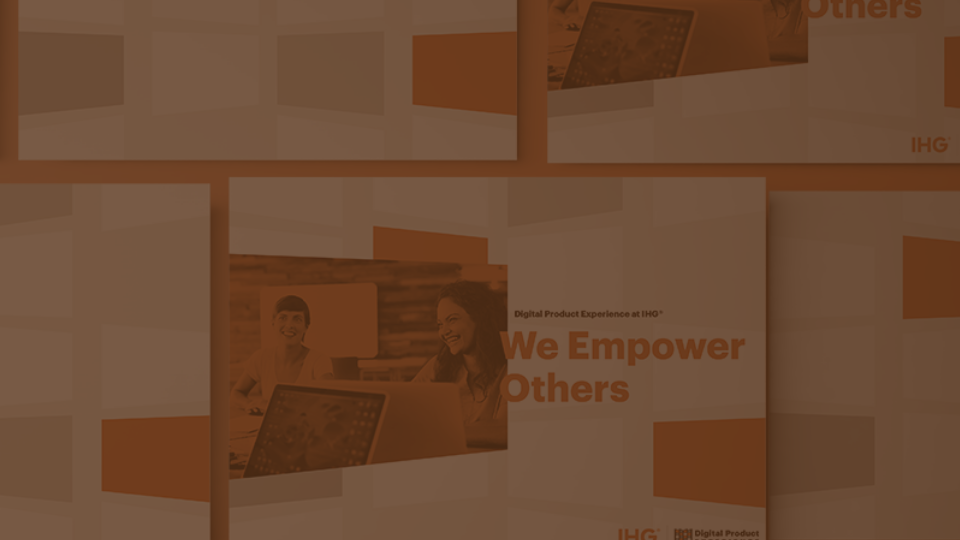 Others
IHG
Digital Product Experience at IHG®
We Empower
Others
IHG®
Digital Product